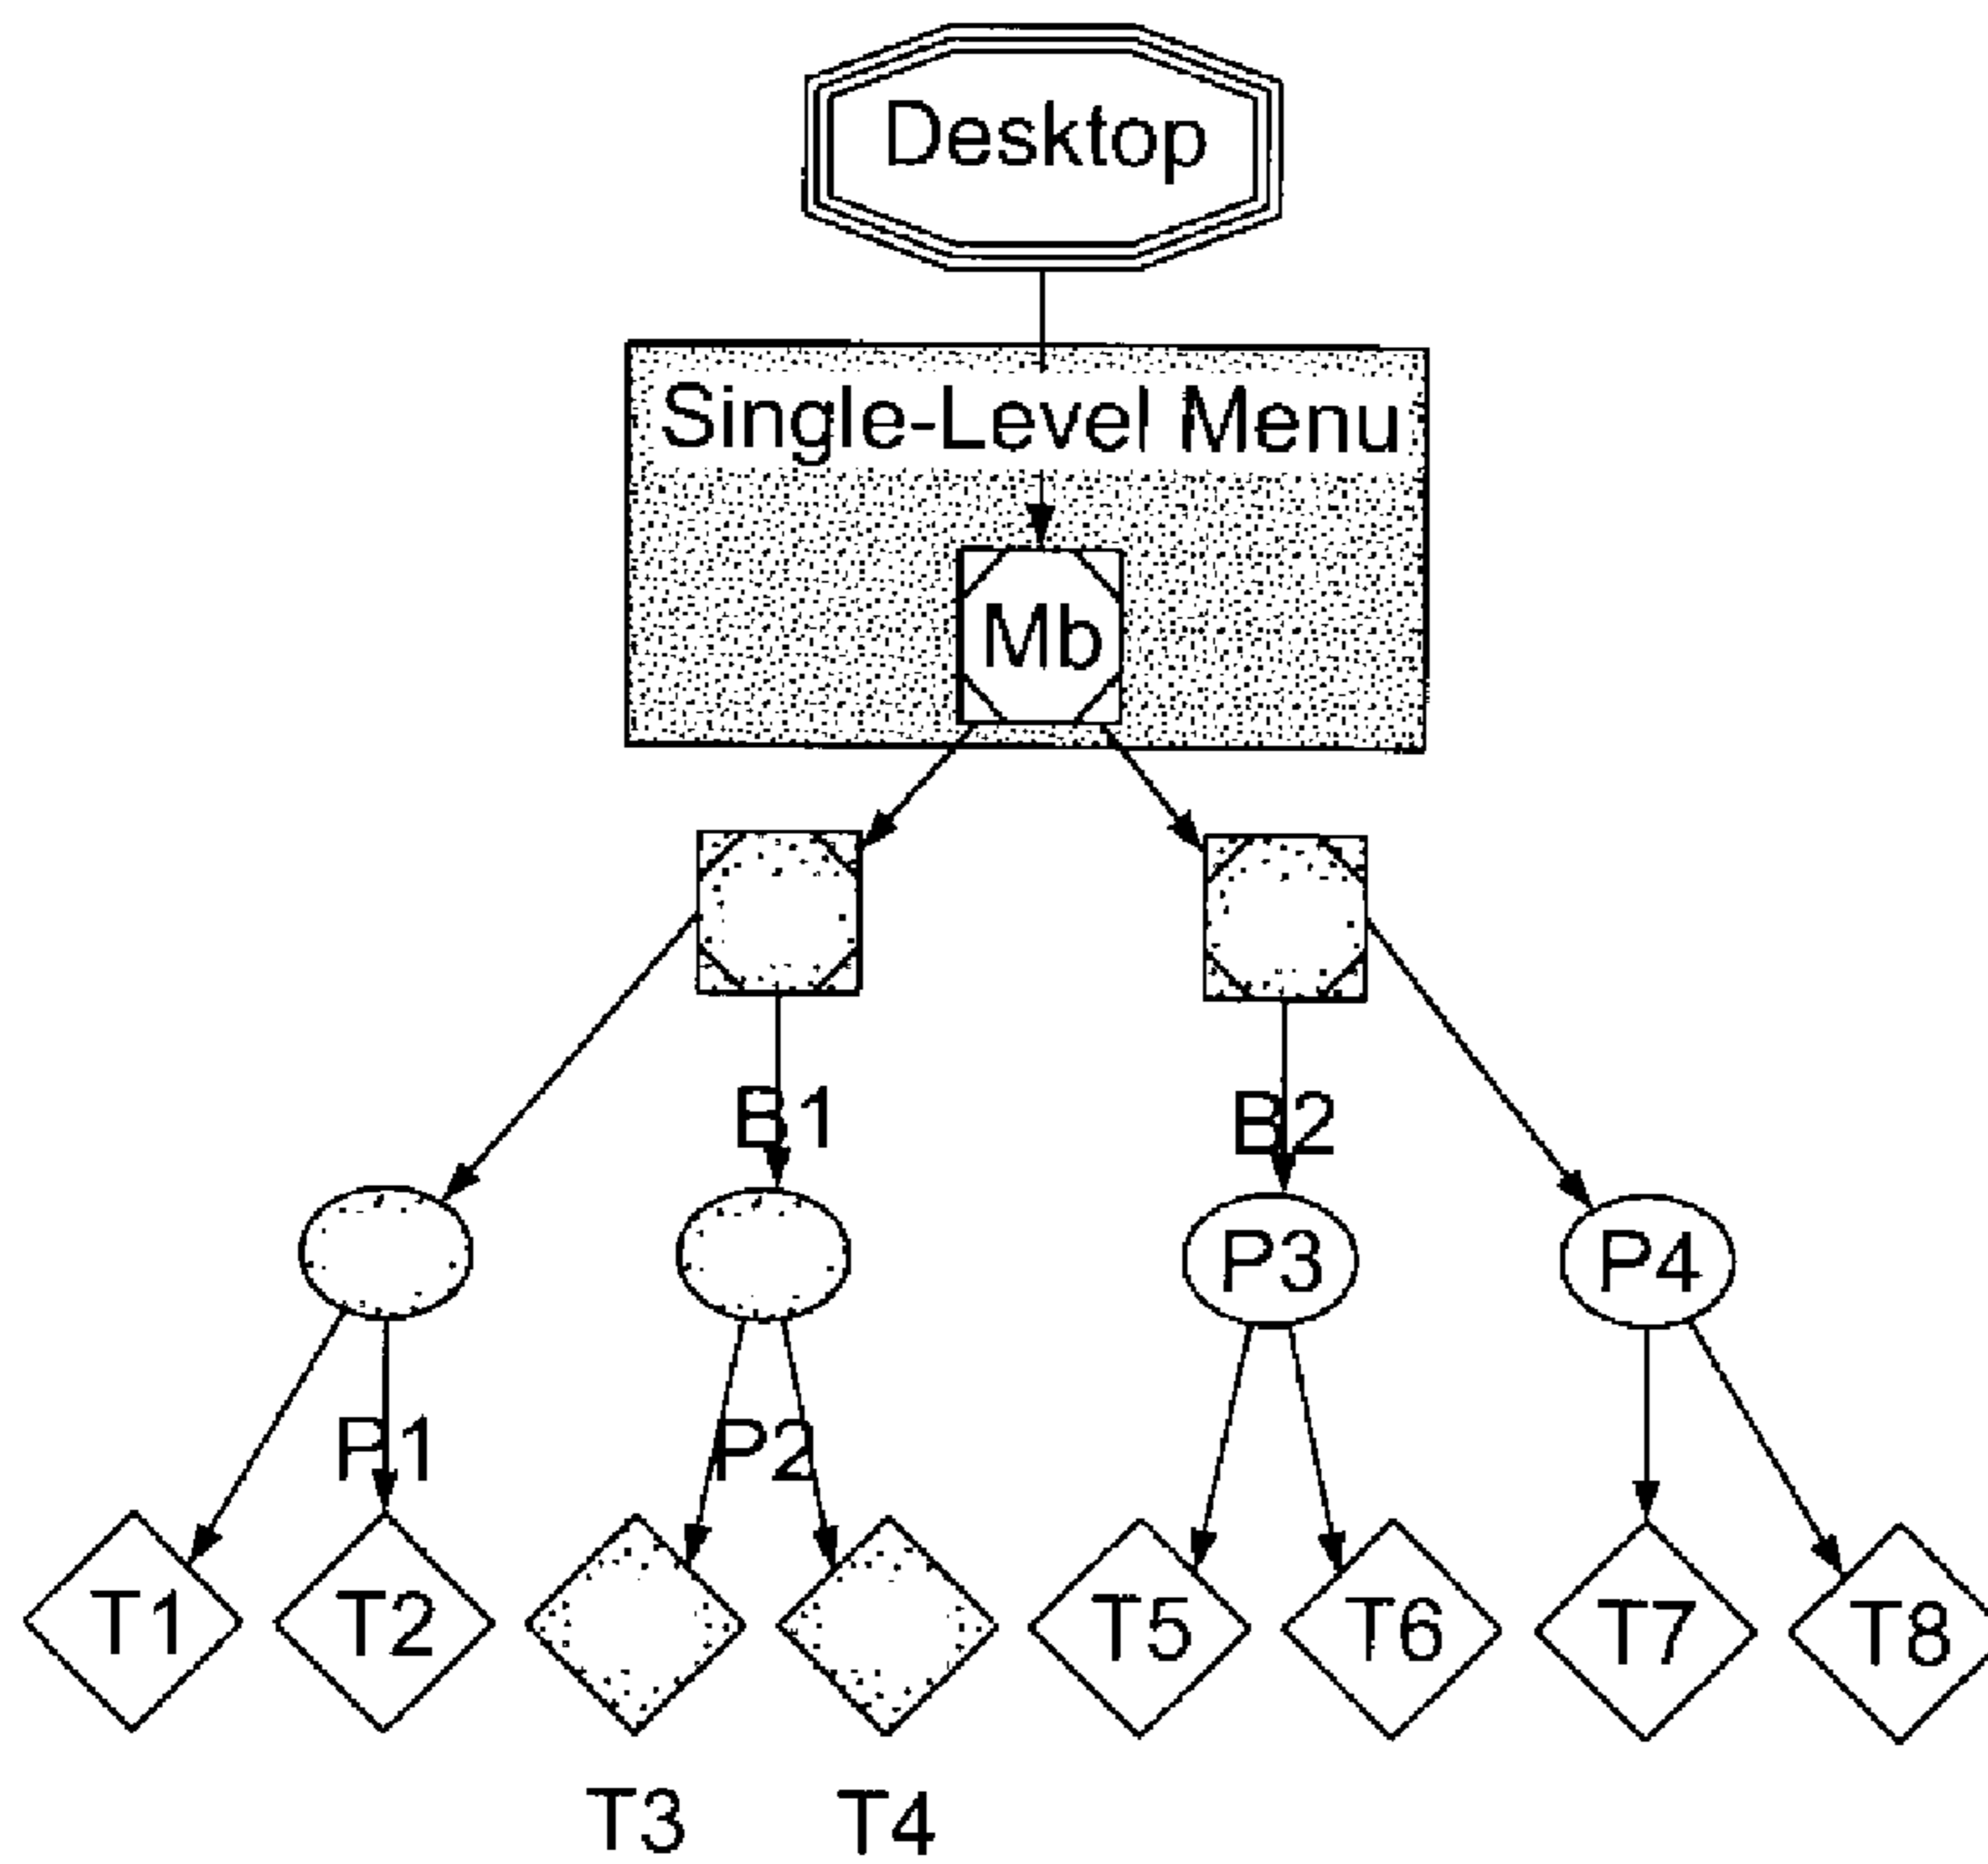 Desktop
Single-Level Menu
Mb
B1 B2
P3 P4
P1 P2
T1 T2 T5 T6 T7 T8
T3 T4